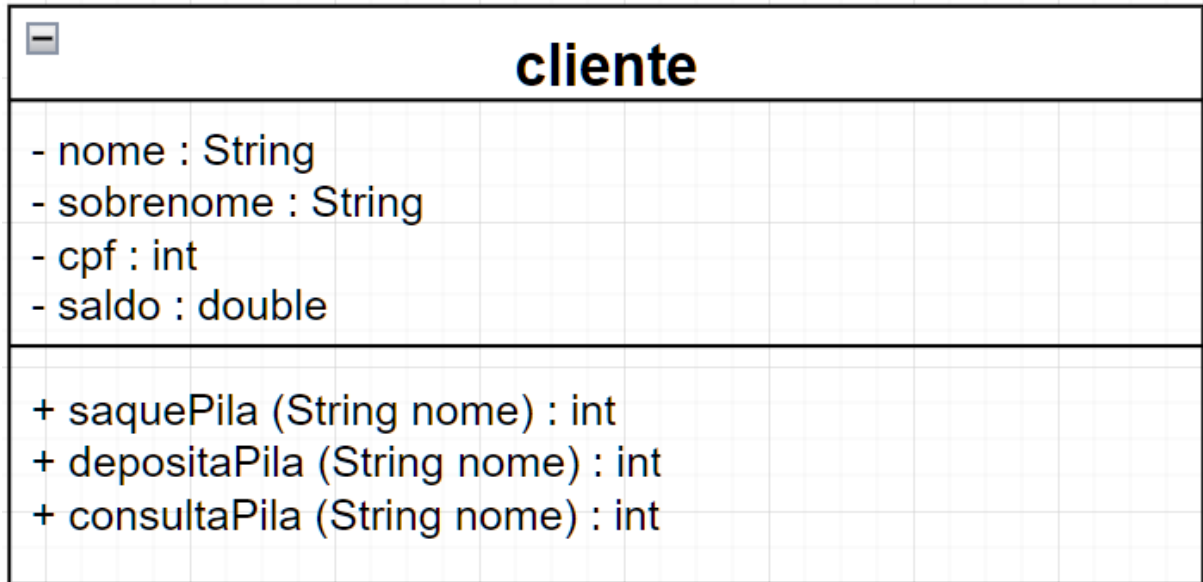 cliente
- nome : String
- sobrenome : String
- cpf : int
- saldo : double
+ saquePila (String nome) : int
+ depositaPila (String nome) : int
+ consultaPila (String nome) : int